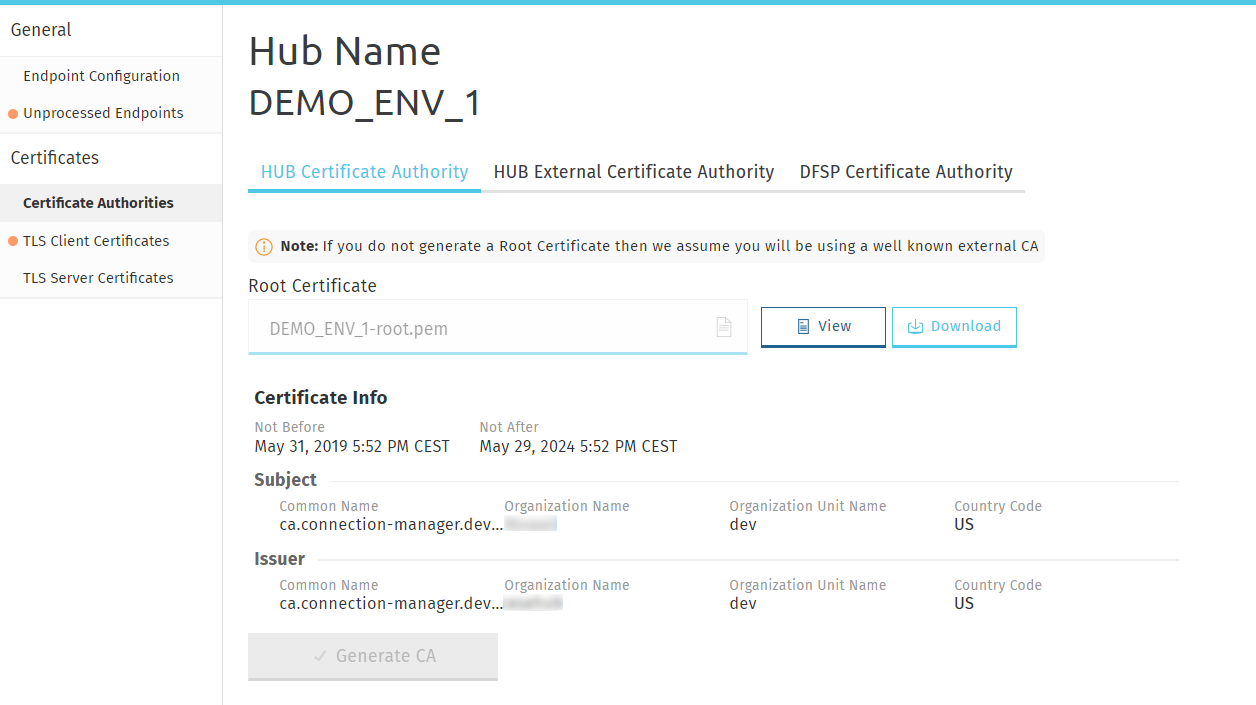 General
Endpoint Configuration
Unprocessed Endpoints
Certificates
Certificate Authorities
TLS Client Certificates
TLS Server Certificates
Hub Name
DEMO_ENV_1
HUB Certificate Authority HUB External Certificate Authority DFSP Certificate Authority
Note: If you do not generate a Root Certificate then we assume you will be using a well known external CA
Root Certificate
DEMO_ENV_1-root.pem View Download
Certificate Info
Not Before Not After
May 31, 2019 5:52 PM CEST May 29, 2024 5:52 PM CEST
Subject
Common Name Organization Name Organization Unit Name Country Code
ca.connection-manager.dev... dev US
Issuer
Common Name Organization Name Organization Unit Name Country Code
ca.connection-manager.dev... dev US
Generate CA